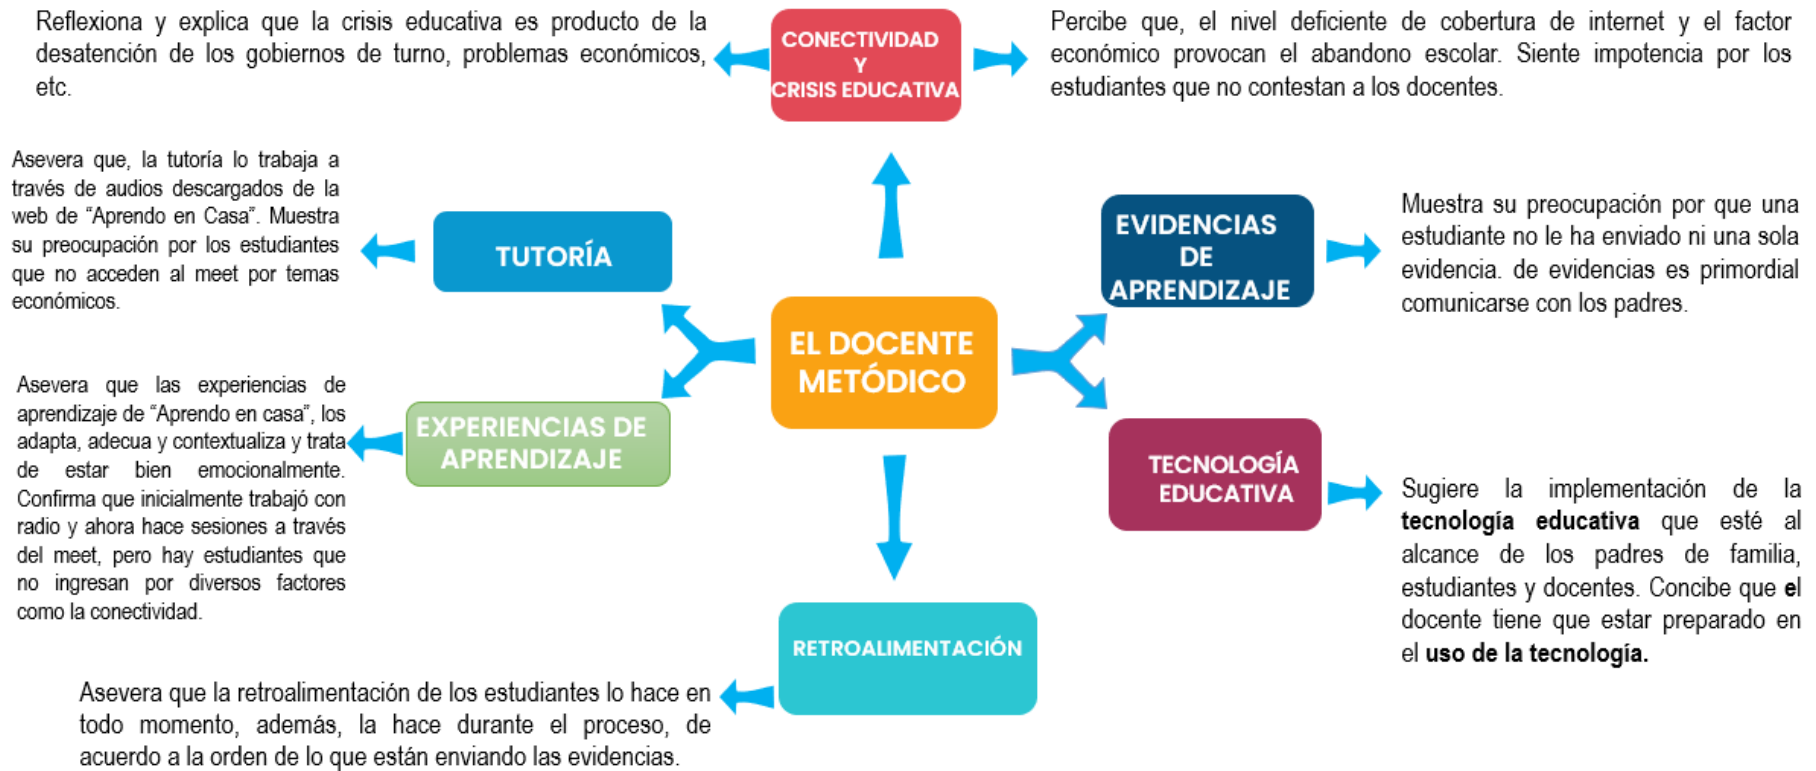 Reflexiona y explica que la crisis educativa es producto de la
desatención de los gobiernos de turno, problemas económicos,
etc.
CONECTIVIDAD
Y
CRISIS EDUCATIVA
Percibe que, el nivel deficiente de cobertura de internet y el factor
económico provocan el abandono escolar. Siente impotencia por los
estudiantes que no contestan a los docentes.
Asevera que, la tutoría lo trabaja a
través de audios descargados de la
web de “Aprendo en Casa”. Muestra
su preocupación por los estudiantes
que no acceden al meet por temas
económicos.
TUTORÍA
EVIDENCIAS
DE
APRENDIZAJE
Muestra su preocupación por que una
estudiante no le ha enviado ni una sola
evidencia. de evidencias es primordial
comunicarse con los padres.
EL DOCENTE
METÓDICO
Asevera que las experiencias de
aprendizaje de “Aprendo en casa”, los
adapta, adecua y contextualiza y trata
de estar bien emocionalmente.
Confirma que inicialmente trabajó con
radio y ahora hace sesiones a través
del meet, pero hay estudiantes que
no ingresan por diversos factores
como la conectividad.
EXPERIENCIAS DE
APRENDIZAJE
TECNOLOGÍA
EDUCATIVA
Sugiere la implementación de la
tecnología educativa que esté al
alcance de los padres de familia,
estudiantes y docentes. Concibe que el
docente tiene que estar preparado en
el uso de la tecnología.
RETROALIMENTACIÓN
Asevera que la retroalimentación de los estudiantes lo hace en
todo momento, además, la hace durante el proceso, de
acuerdo a la orden de lo que están enviando las evidencias.